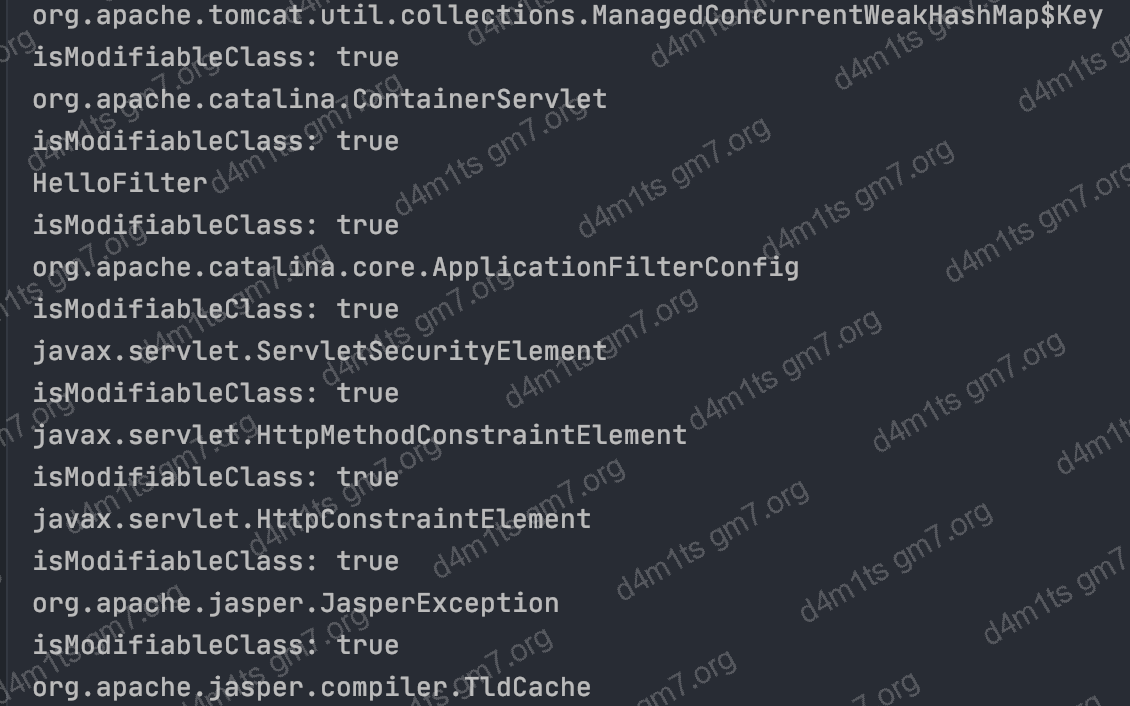 org.apache.tomcat.util.collections.ManagedConcurrentWeakHashMap$Key
isModifiableClass: true
org.apache.catalina.ContainerServlet
isModifiableClass: true
HelloFilter
isModifiableClass: true
org.apache.catalina.core.ApplicationFilterConfig
isModifiableClass: true
javax.servlet.ServletSecurityElement
isModifiableClass: true
javax.servlet.HttpMethodConstraintElement
isModifiableClass: true
javax.servlet.HttpConstraintElement
isModifiableClass: true
org.apache.jasper.JasperException
isModifiableClass: true
org.apache.jasper.compiler.TldCache
d4m1ts gm7.org